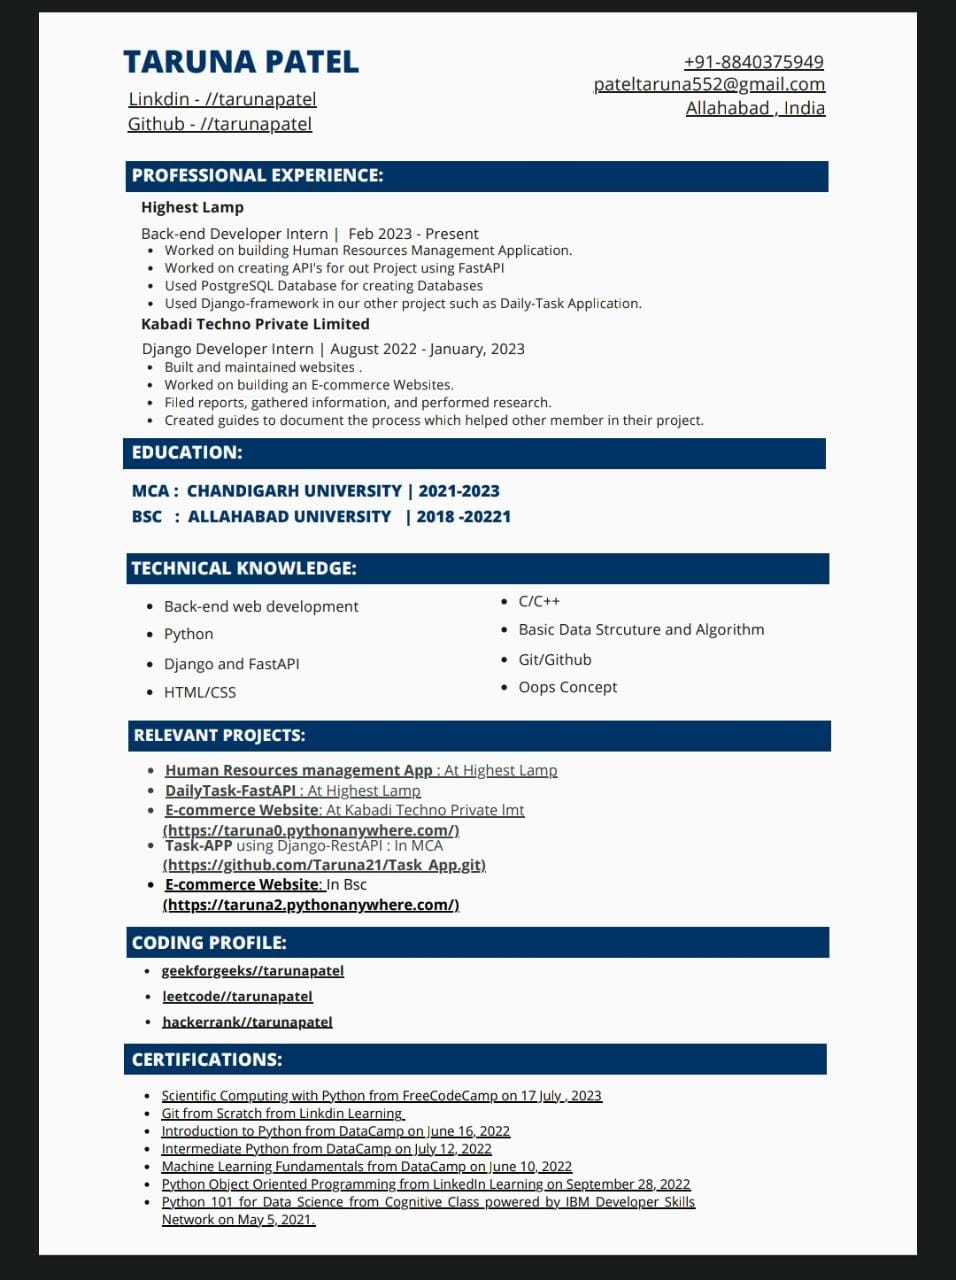 TARUNA PATEL
Linkdin - //tarunapatel
Github - //tarunapatel
+91-8840375949
pateltaruna552@gmail.com
Allahabad , India
PROFESSIONAL EXPERIENCE:
Highest Lamp
Back-end Developer Intern | Feb 2023 - Present
• Worked on building Human Resources Management Application.
• Worked on creating API's for out Project using FastAPI
• Used PostgreSQL Database for creating Databases
• Used Django-framework in our other project such as Daily-Task Application.
Kabadi Techno Private Limited
Django Developer Intern | August 2022 - January, 2023
• Built and maintained websites .
• Worked on building an E-commerce Websites.
• Filed reports, gathered information, and performed research.
• Created guides to document the process which helped other member in their project.
EDUCATION:
MCA : CHANDIGARH UNIVERSITY | 2021-2023
BSC : ALLAHABAD UNIVERSITY | 2018 -20221
TECHNICAL KNOWLEDGE:
• Back-end web development
• Python
• Django and FastAPI
• HTML/CSS
• C/C++
• Basic Data Strcuture and Algorithm
• Git/Github
• Oops Concept
RELEVANT PROJECTS:
• Human Resources management App : At Highest Lamp
• DailyTask-FastAPI : At Highest Lamp
• E-commerce Website: At Kabadi Techno Private lmt
(https://taruna0.pythonanywhere.com/)
• Task-APP using Django-RestAPI : In MCA
(https://github.com/Taruna21/Task_App.git)
• E-commerce Website: In Bsc
(https://taruna2.pythonanywhere.com/)
CODING PROFILE:
• geekforgeeks//tarunapatel
• leetcode//tarunapatel
• hackerrank//tarunapatel
CERTIFICATIONS:
• Scientific Computing with Python from FreeCodeCamp on 17 July , 2023
• Git from Scratch from Linkdin Learning
• Introduction to Python from DataCamp on June 16, 2022
• Intermediate Python from DataCamp on July 12, 2022
• Machine Learning Fundamentals from DataCamp on June 10, 2022
• Python Object Oriented Programming from LinkedIn Learning on September 28, 2022
• Python 101 for Data Science from Cognitive Class powered by IBM Developer Skills
Network on May 5, 2021.